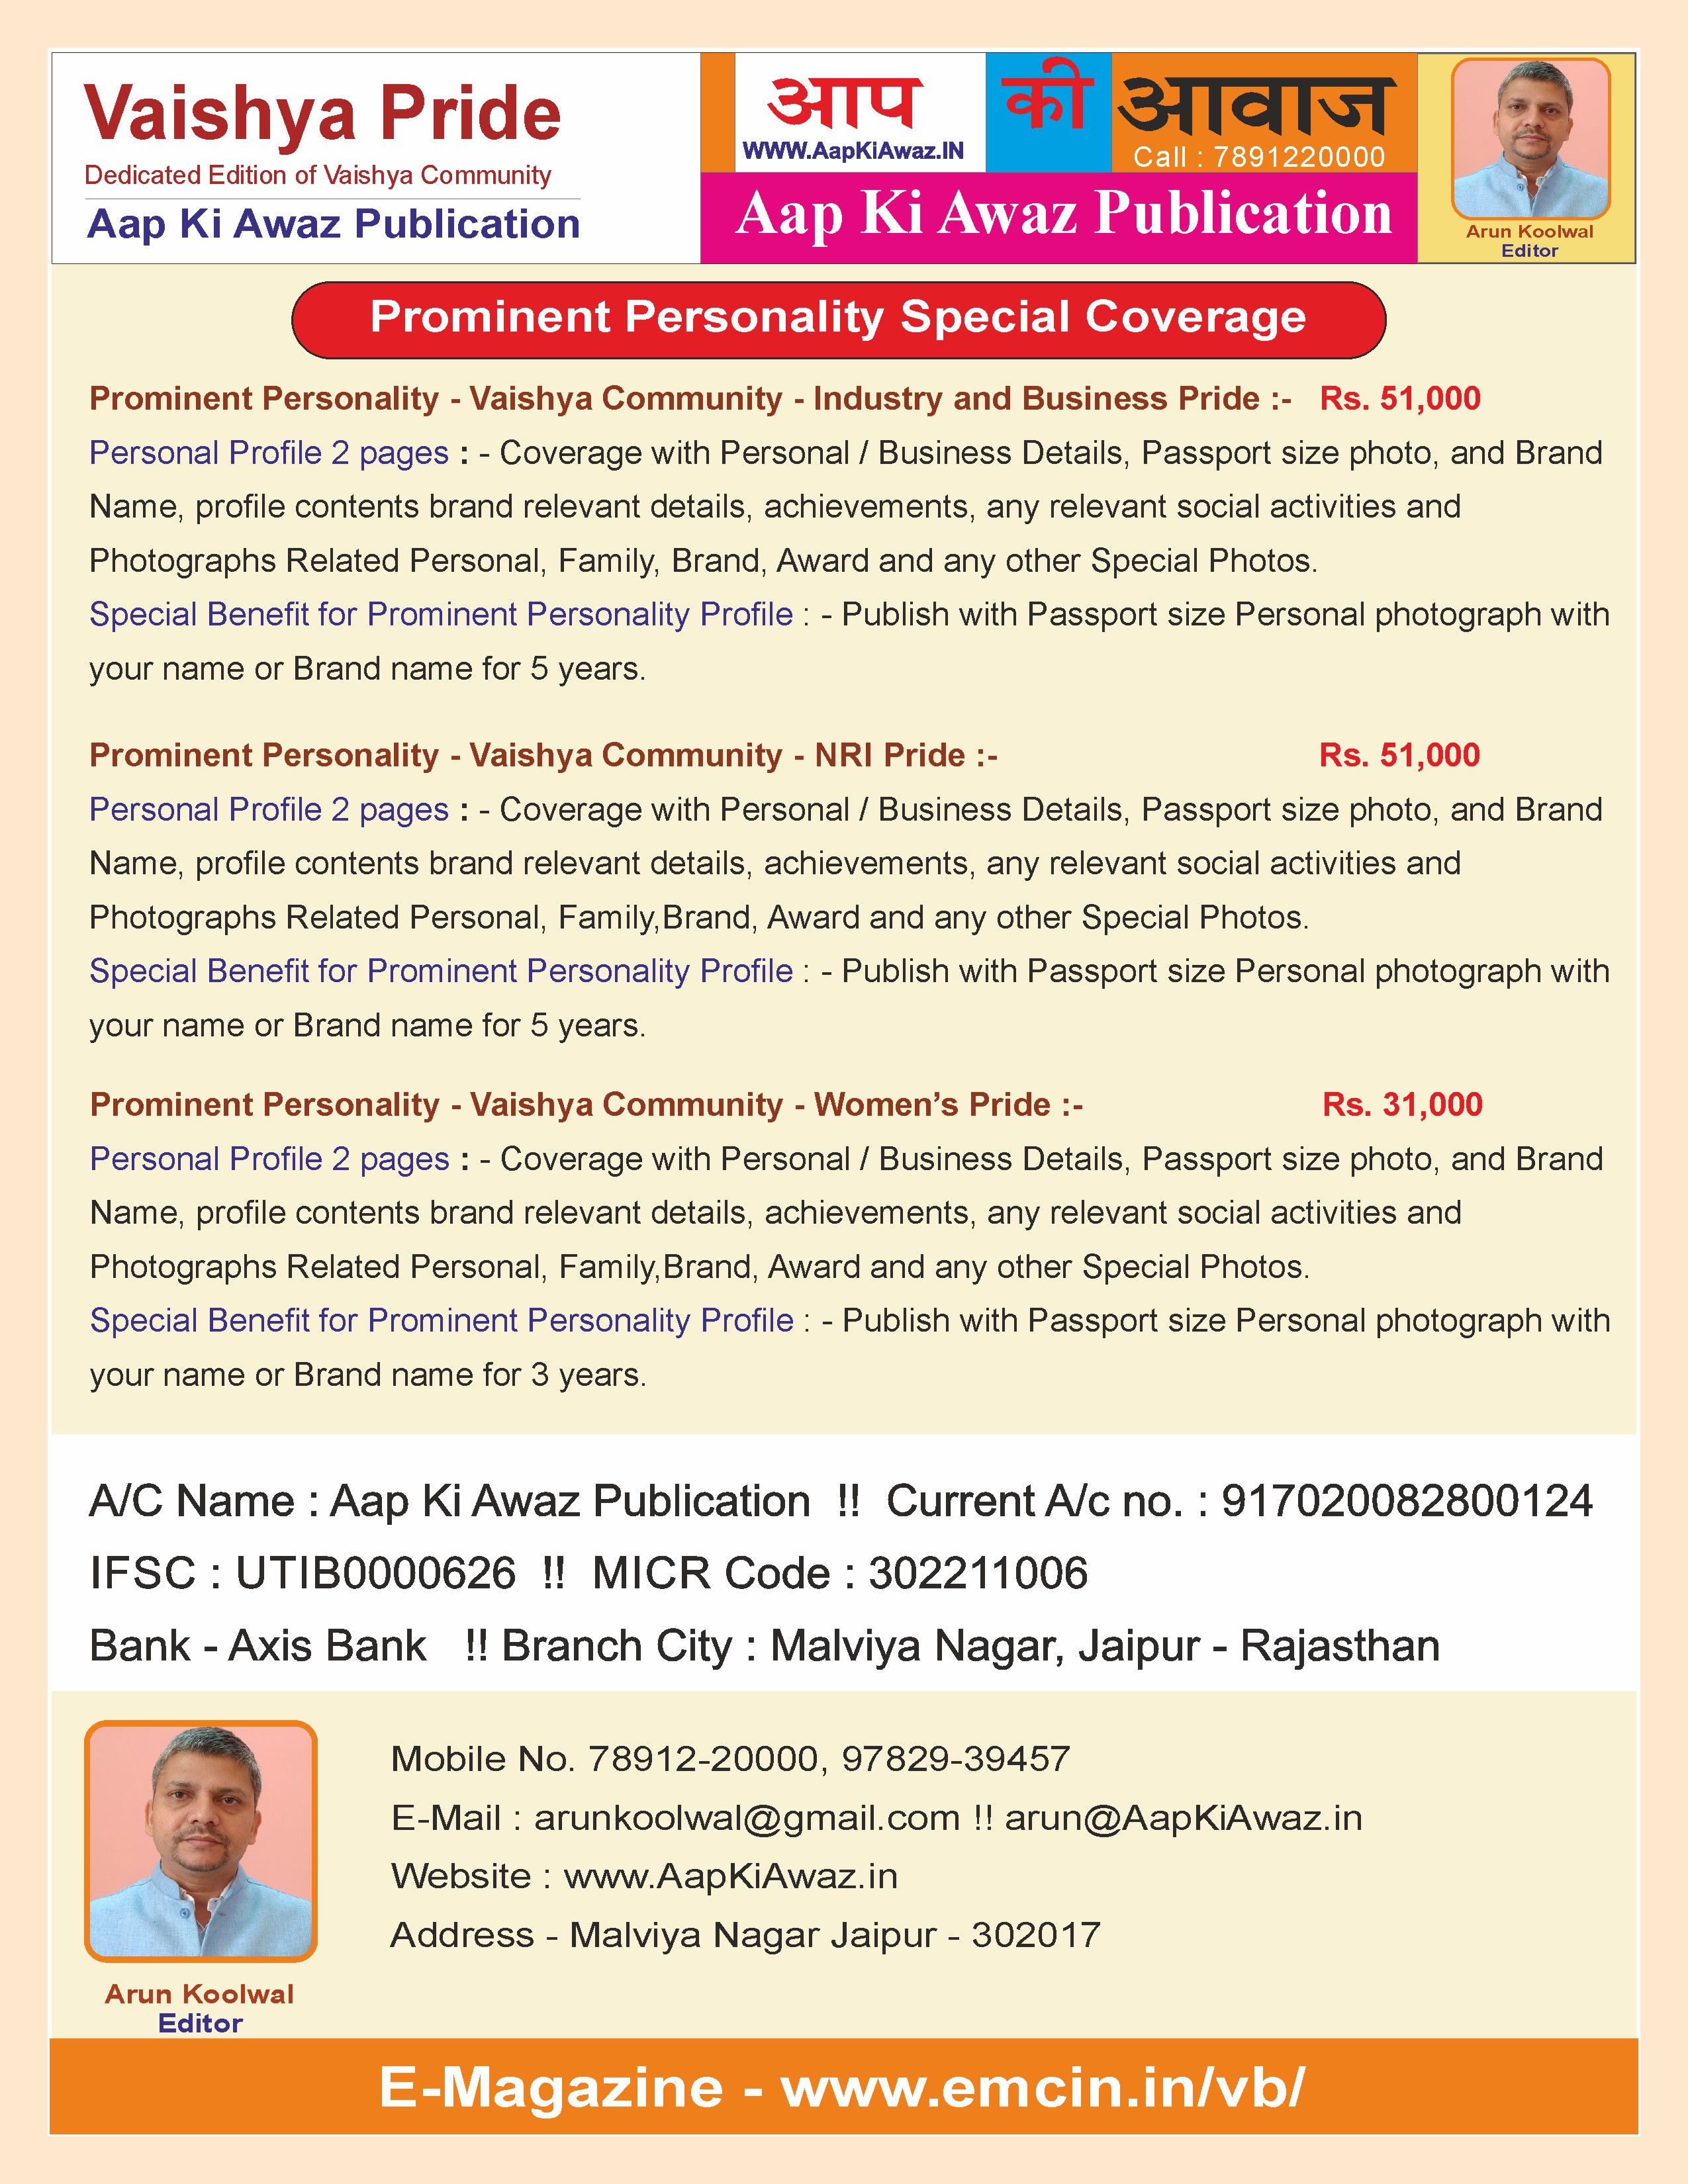 Vaishya Pride
Dedicated Edition of Vaishya Community
Aap Ki Awaz Publication
आप की आवाज
WWW.AapKiAwaz.IN
Call : 7891220000
Aap Ki Awaz Publication
Arun Koolwal
Editor
Prominent Personality Special Coverage
Prominent Personality - Vaishya Community - Industry and Business Pride :- Rs. 51,000
Personal Profile 2 pages : - Coverage with Personal / Business Details, Passport size photo, and Brand
Name, profile contents brand relevant details, achievements, any relevant social activities and
Photographs Related Personal, Family, Brand, Award and any other Special Photos.
Special Benefit for Prominent Personality Profile : - Publish with Passport size Personal photograph with
your name or Brand name for 5 years.
Prominent Personality - Vaishya Community - NRI Pride :- Rs. 51,000
Personal Profile 2 pages : - Coverage with Personal / Business Details, Passport size photo, and Brand
Name, profile contents brand relevant details, achievements, any relevant social activities and
Photographs Related Personal, Family,Brand, Award and any other Special Photos.
Special Benefit for Prominent Personality Profile : - Publish with Passport size Personal photograph with
your name or Brand name for 5 years.
Prominent Personality - Vaishya Community - Women’s Pride :- Rs. 31,000
Personal Profile 2 pages : - Coverage with Personal / Business Details, Passport size photo, and Brand
Name, profile contents brand relevant details, achievements, any relevant social activities and
Photographs Related Personal, Family,Brand, Award and any other Special Photos.
Special Benefit for Prominent Personality Profile : - Publish with Passport size Personal photograph with
your name or Brand name for 3 years.
A/C Name : Aap Ki Awaz Publication !! Current A/c no. : 917020082800124
IFSC : UTIB0000626 !! MICR Code : 302211006
Bank - Axis Bank !! Branch City : Malviya Nagar, Jaipur - Rajasthan
Mobile No. 78912-20000, 97829-39457
E-Mail : arunkoolwal@gmail.com !! arun@AapKiAwaz.in
Website : www.AapKiAwaz.in
Address - Malviya Nagar Jaipur - 302017
Arun Koolwal
Editor
E-Magazine - www.emcin.in/vb/